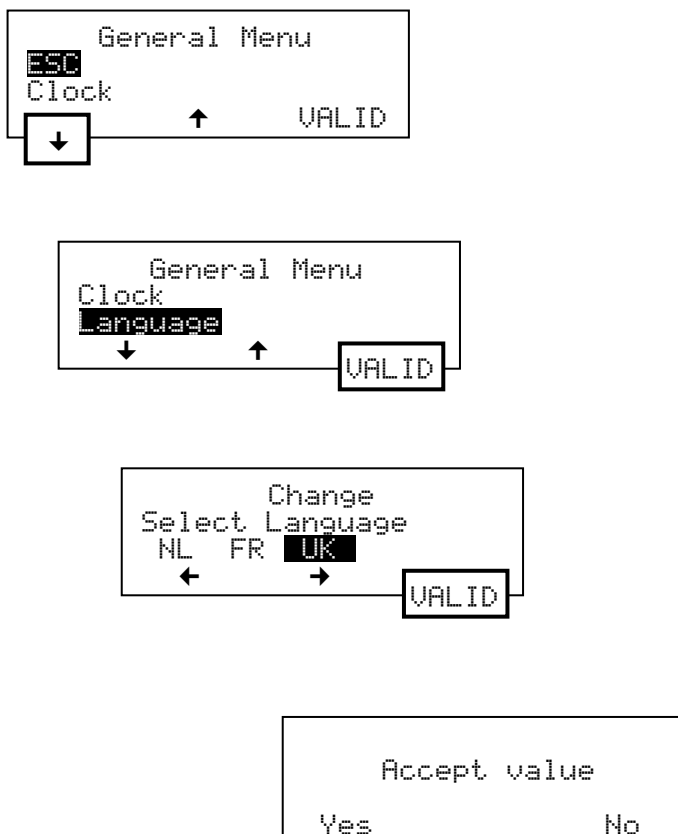 General Menu
ESC
Clock
↓ ↑ VALID
General Menu
Clock
Language
↓ ↑ VALID
Change
Select Language
NL FR UK
← → VALID
Accept value
Yes No